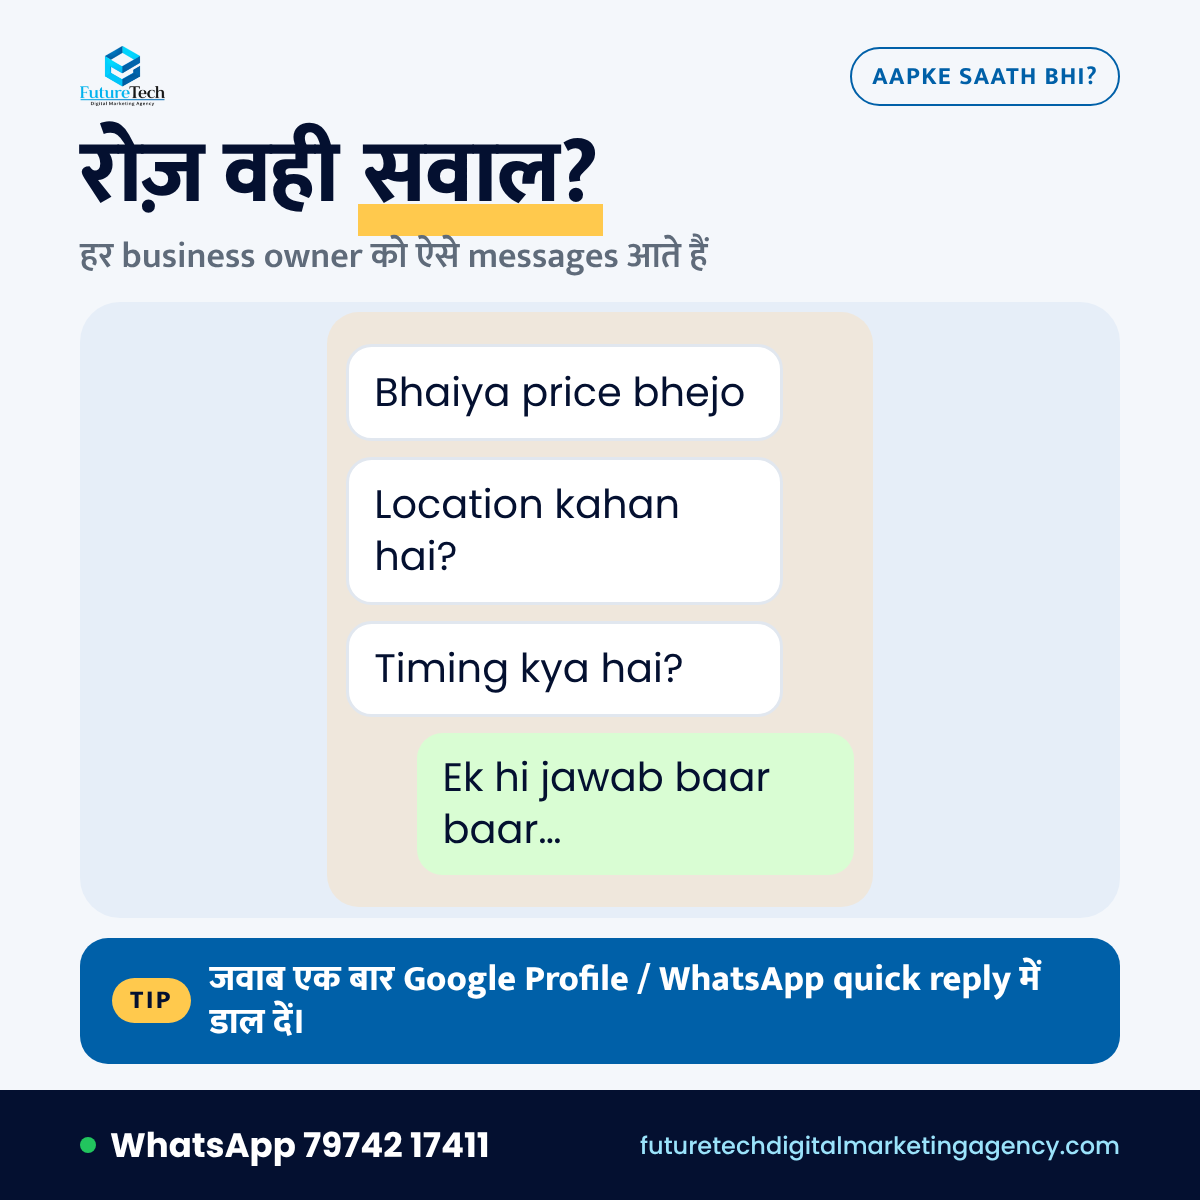 FutureTech
Digital Marketing Agency
AAPKE SAATH BHI?
रोज़ वही सवाल?
हर business owner को ऐसे messages आते हैं
Bhaiya price bhejo
Location kahan
hai?
Timing kya hai?
Ek hi jawab baar
baar...
TIP
जवाब एक बार Google Profile / WhatsApp quick reply में
डाल दें।
WhatsApp 79742 17411
futuretechdigitalmarketingagency.com